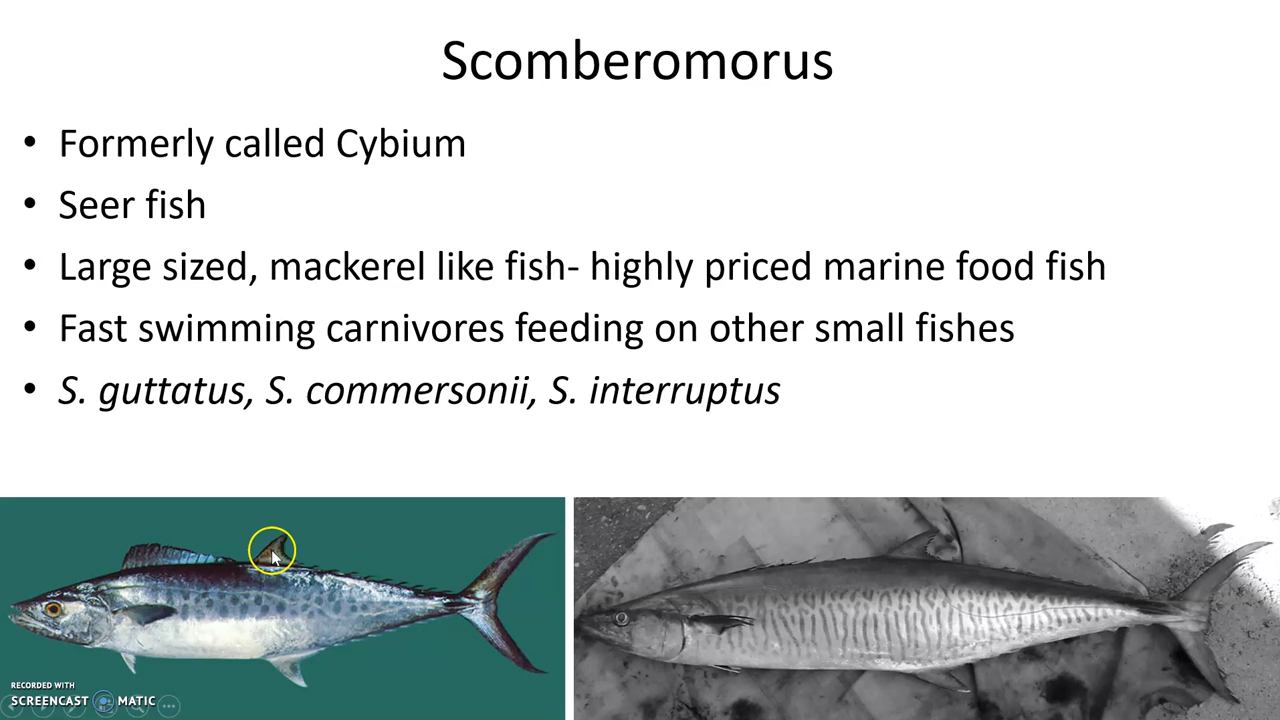 Scomberomorus
• Formerly called Cybium
• Seer fish
• Large sized, mackerel like fish- highly priced marine food fish
• Fast swimming carnivores feeding on other small fishes
• S. guttatus, S. commersonii, S. interruptus
RECORDED WITH
SCREENCAST MATIC